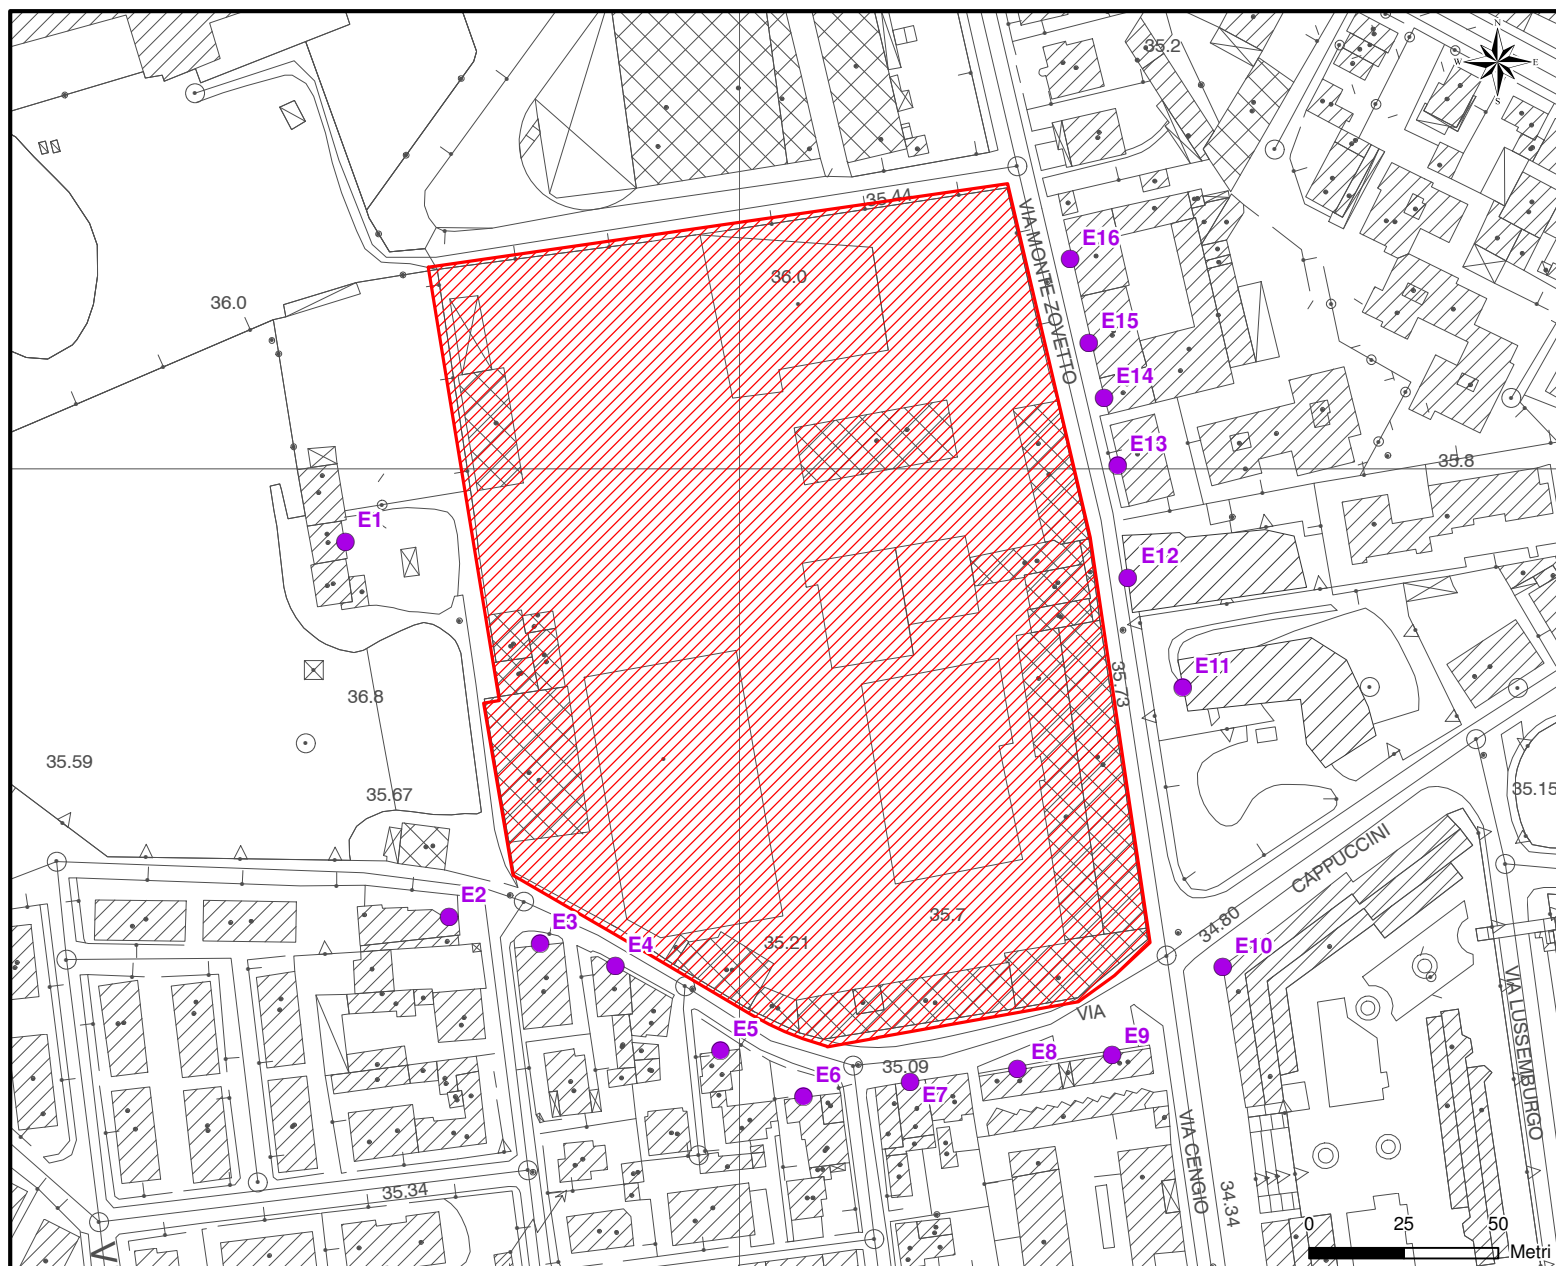 N
W
E
S
35.2
35.44
VIA MONTE ZOVETTO
E16
36.0
36.0
E15
E14
E13
35.8
E1
E12
35.73
E11
36.8
35.59
35.67
35.15
CAPPUCCINI
E2
E3
35.7
34.80
E4
35.21
E10
VIA LUSSEMBURGO
VIA
E5
E9
E8
35.09
E6
E7
VIA CENGIO
35.34
34.34
V
0 25 50
Metri